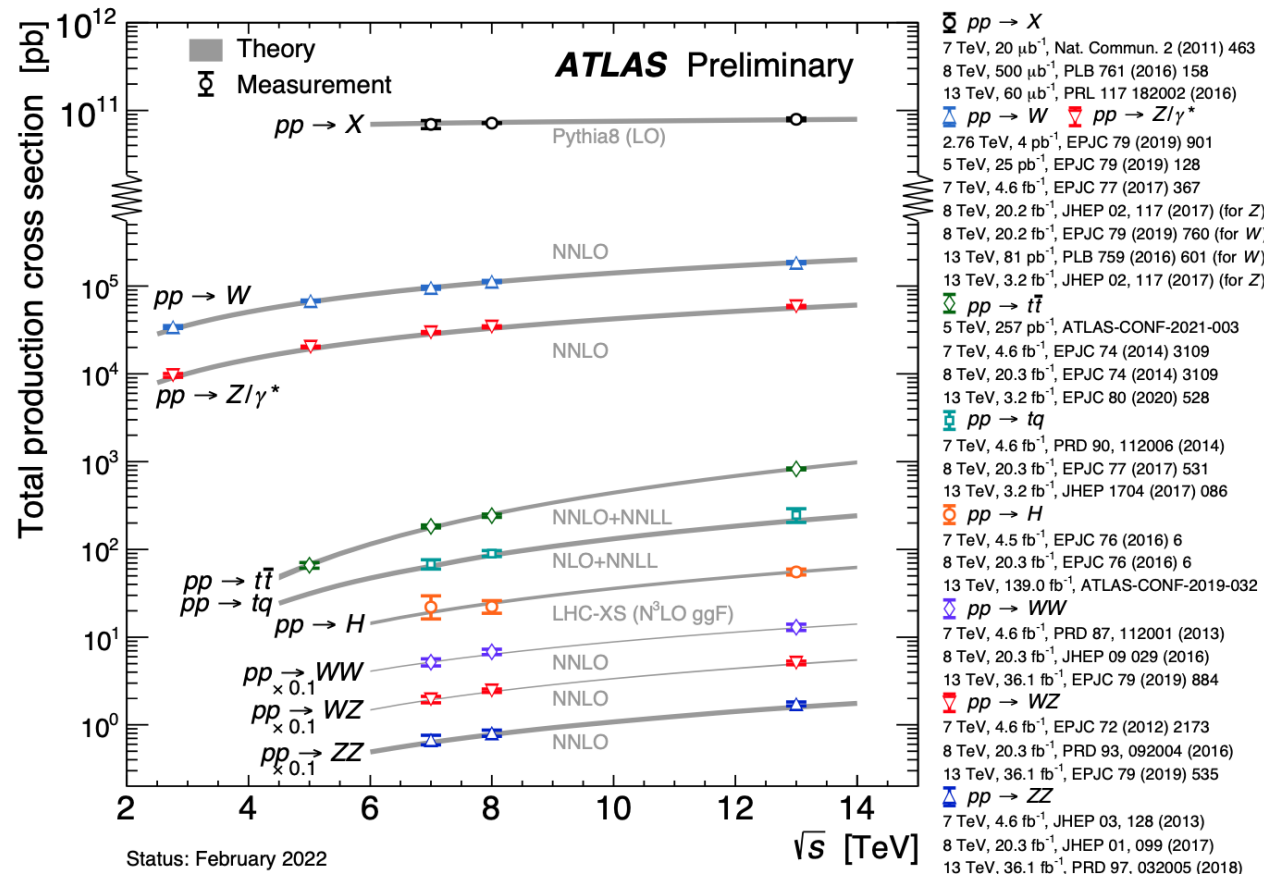 Total production cross section [pb]
10¹²
10¹¹
10⁵
10⁴
10³
10²
10¹
10⁰
Theory
Measurement
ATLAS Preliminary
pp → X
Pythia8 (LO)
NNLO
pp → W
NNLO
pp → Z/γ*
NNLO+NNLL
pp → tt̄
NLO+NNLL
pp → tq
LHC-XS (N³LO ggF)
pp → H
NNLO
pp → WW
× 0.1
NNLO
pp → WZ
× 0.1
NNLO
pp → ZZ
× 0.1
2 4 6 8 10 12 14
√s [TeV]
Status: February 2022
pp → X
7 TeV, 20 μb⁻¹, Nat. Commun. 2 (2011) 463
8 TeV, 500 μb⁻¹, PLB 761 (2016) 158
13 TeV, 60 μb⁻¹, PRL 117 182002 (2016)
pp → W pp → Z/γ*
2.76 TeV, 4 pb⁻¹, EPJC 79 (2019) 901
5 TeV, 25 pb⁻¹, EPJC 79 (2019) 128
7 TeV, 4.6 fb⁻¹, EPJC 77 (2017) 367
8 TeV, 20.2 fb⁻¹, JHEP 02, 117 (2017) (for Z)
8 TeV, 20.2 fb⁻¹, EPJC 79 (2019) 760 (for W)
13 TeV, 81 pb⁻¹, PLB 759 (2016) 601 (for W)
13 TeV, 3.2 fb⁻¹, JHEP 02, 117 (2017) (for Z)
pp → tt̄
5 TeV, 257 pb⁻¹, ATLAS-CONF-2021-003
7 TeV, 4.6 fb⁻¹, EPJC 74 (2014) 3109
8 TeV, 20.3 fb⁻¹, EPJC 74 (2014) 3109
13 TeV, 3.2 fb⁻¹, EPJC 80 (2020) 528
pp → tq
7 TeV, 4.6 fb⁻¹, PRD 90, 112006 (2014)
8 TeV, 20.3 fb⁻¹, EPJC 77 (2017) 531
13 TeV, 3.2 fb⁻¹, JHEP 1704 (2017) 086
pp → H
7 TeV, 4.5 fb⁻¹, EPJC 76 (2016) 6
8 TeV, 20.3 fb⁻¹, EPJC 76 (2016) 6
13 TeV, 139.0 fb⁻¹, ATLAS-CONF-2019-032
pp → WW
7 TeV, 4.6 fb⁻¹, PRD 87, 112001 (2013)
8 TeV, 20.3 fb⁻¹, JHEP 09 029 (2016)
13 TeV, 36.1 fb⁻¹, EPJC 79 (2019) 884
pp → WZ
7 TeV, 4.6 fb⁻¹, EPJC 72 (2012) 2173
8 TeV, 20.3 fb⁻¹, PRD 93, 092004 (2016)
13 TeV, 36.1 fb⁻¹, EPJC 79 (2019) 535
pp → ZZ
7 TeV, 4.6 fb⁻¹, JHEP 03, 128 (2013)
8 TeV, 20.3 fb⁻¹, JHEP 01, 099 (2017)
13 TeV, 36.1 fb⁻¹, PRD 97, 032005 (2018)